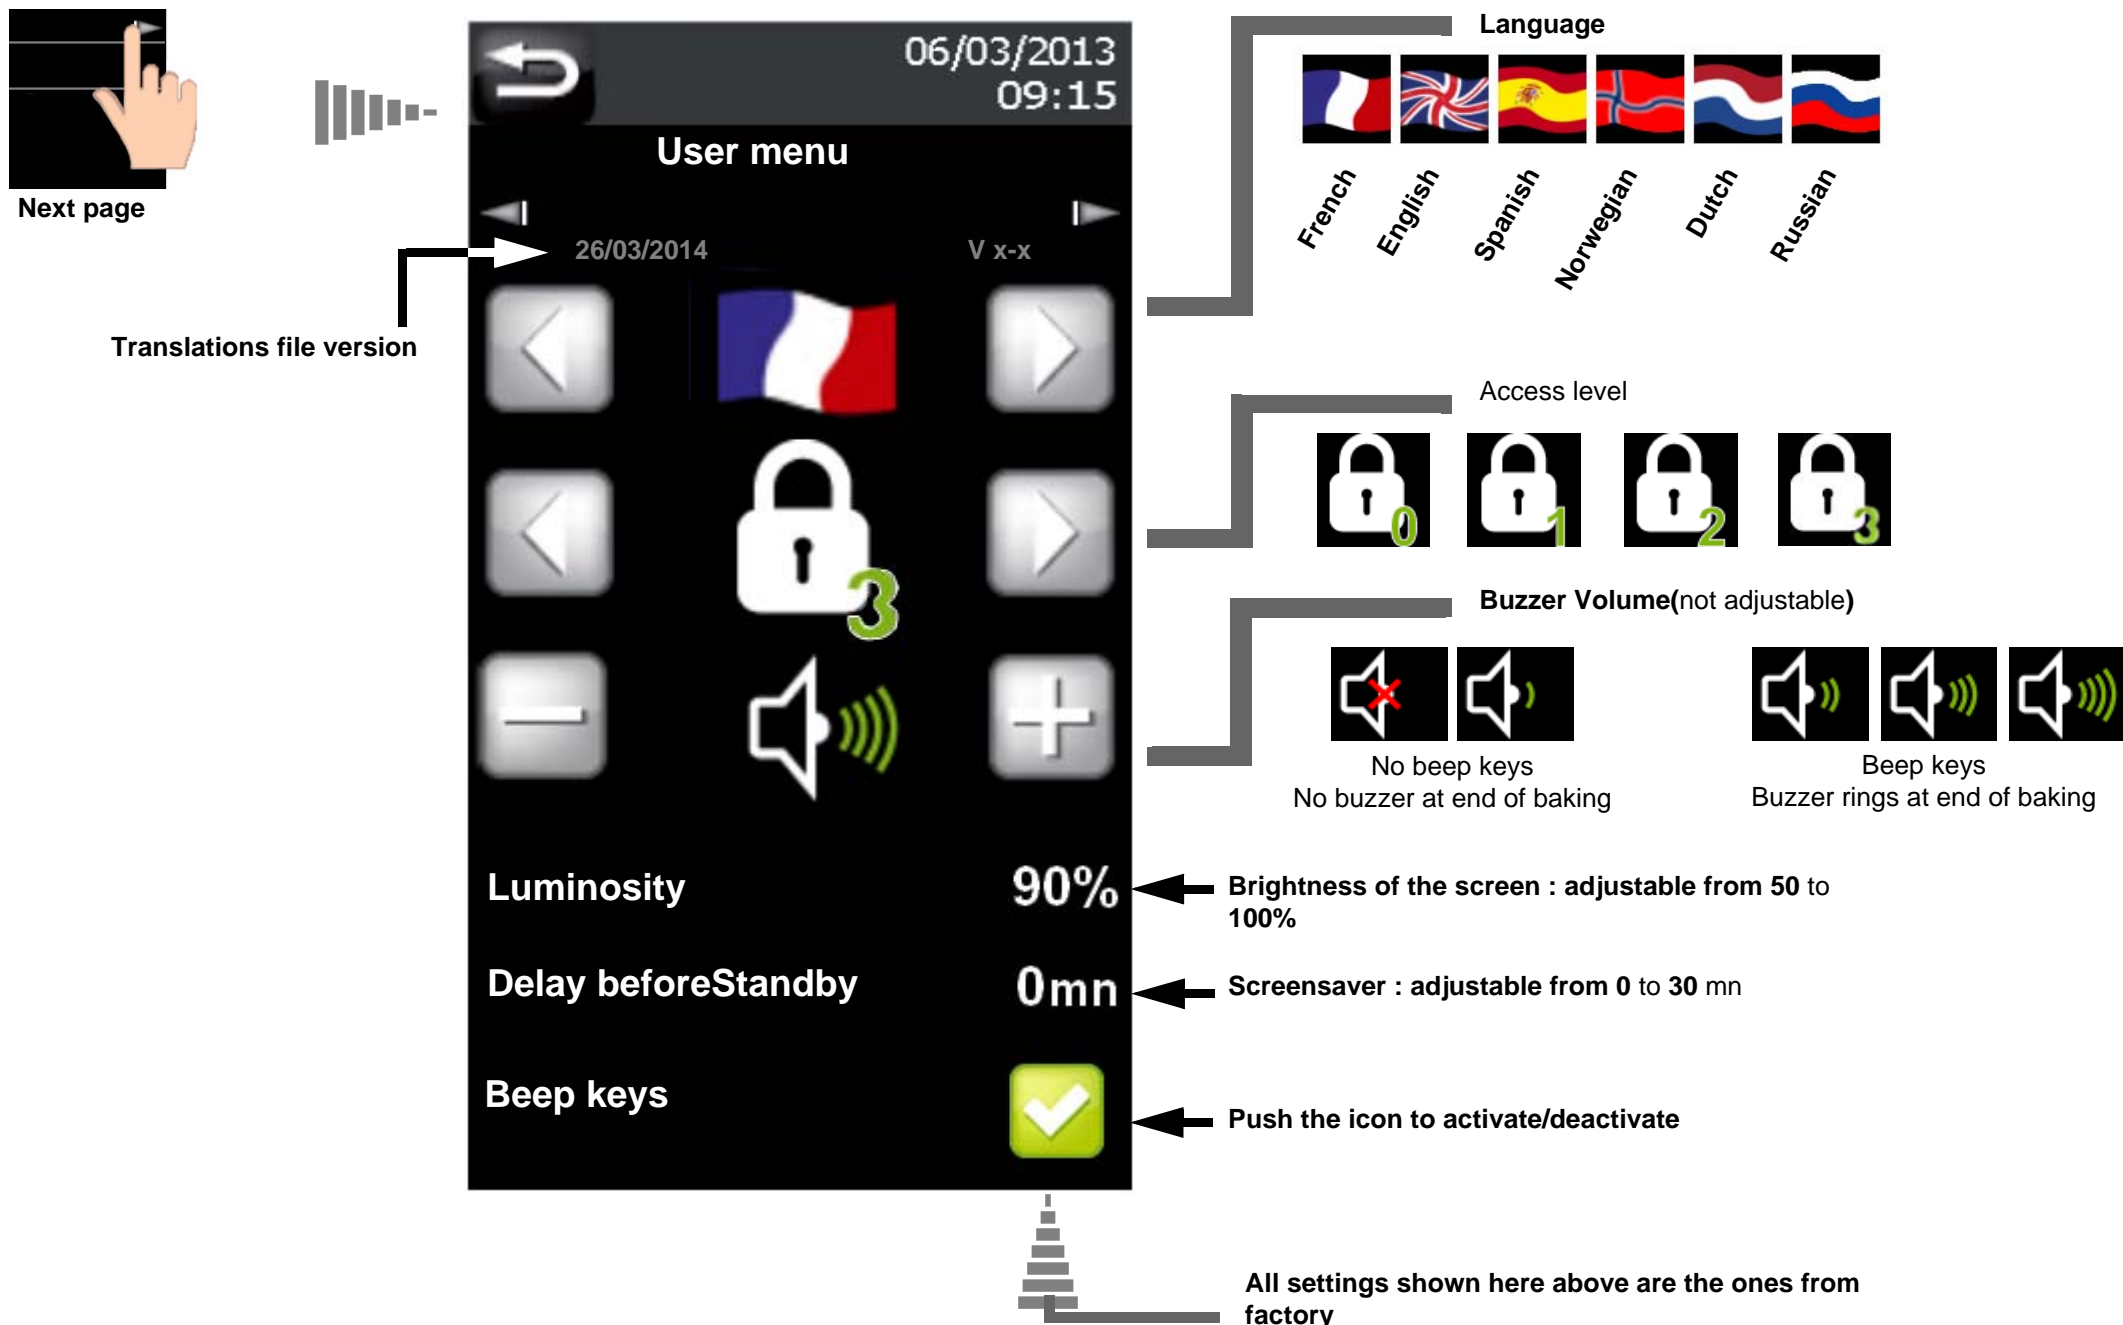 Next page
06/03/2013
09:15
User menu
26/03/2014 V x-x
Translations file version
3
Luminosity 90%
Delay beforeStandby 0mn
Beep keys
Language
French English Spanish Norwegian Dutch Russian
Access level
0 1 2 3
Buzzer Volume(not adjustable)
No beep keys
No buzzer at end of baking
Beep keys
Buzzer rings at end of baking
Brightness of the screen : adjustable from 50 to
100%
Screensaver : adjustable from 0 to 30 mn
Push the icon to activate/deactivate
All settings shown here above are the ones from
factory